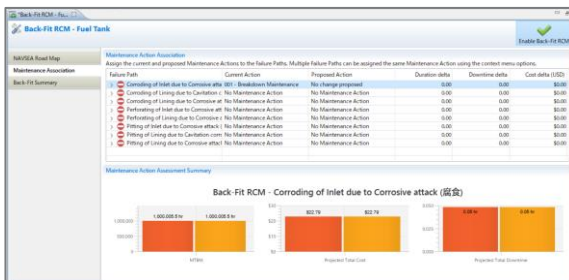 *Back-Fit RCM - Fu...
Back-Fit RCM - Fuel Tank
Enable Back-Fit RCM
NAVSEA Road Map
Maintenance Association
Back-Fit Summary
Maintenance Action Association
Assign the current and proposed Maintenance Actions to the Failure Paths. Multiple Failure Paths can be assigned the same Maintenance Action using the context menu options.
Failure Path Current Action Proposed Action Duration delta Downtime delta Cost delta (USD)
Corroding of Inlet due to Corrosive atta 001 - Breakdown Maintenance No change proposed 0.00 0.00 $0.00
Corroding of Lining due to Cavitation c No Maintenance Action No Maintenance Action 0.00 0.00 $0.00
Corroding of Lining due to Corrosive at No Maintenance Action No Maintenance Action 0.00 0.00 $0.00
Perforating of Inlet due to Corrosive att No Maintenance Action No Maintenance Action 0.00 0.00 $0.00
Perforating of Lining due to Corrosive c No Maintenance Action No Maintenance Action 0.00 0.00 $0.00
Pitting of Inlet due to Corrosive attack ( No Maintenance Action No Maintenance Action 0.00 0.00 $0.00
Pitting of Lining due to Cavitation corr No Maintenance Action No Maintenance Action 0.00 0.00 $0.00
Pitting of Lining due to Corrosive attacl No Maintenance Action No Maintenance Action 0.00 0.00 $0.00
Maintenance Action Assessment Summary
Back-Fit RCM - Corroding of Inlet due to Corrosive attack (腐食)
1,000,000 500,000 0
1,000,005.5 hr 1,000,005.5 hr
MTBMA
$30 $20 $10 $0
$22.79 $22.79
Projected Total Cost
0.05 hr 0.05 hr
Projected Total Downtime